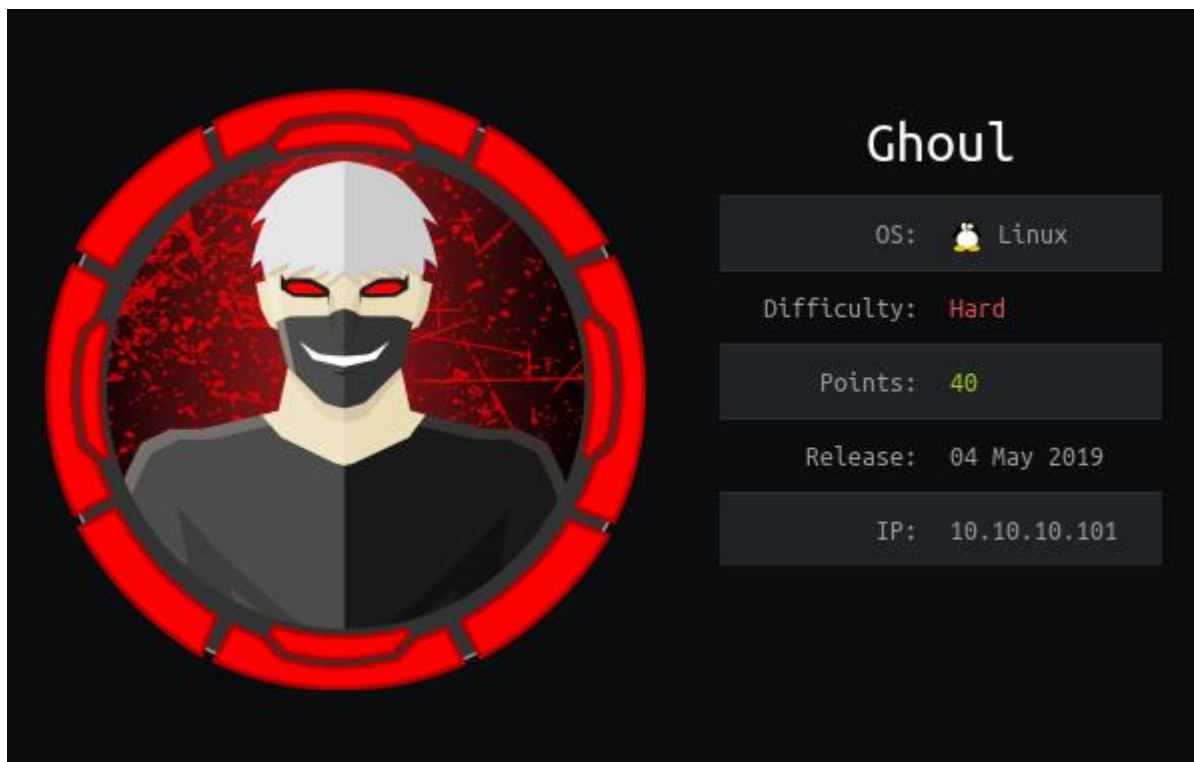 Ghoul
OS: Linux
Difficulty: Hard
Points: 40
Release: 04 May 2019
IP: 10.10.10.101